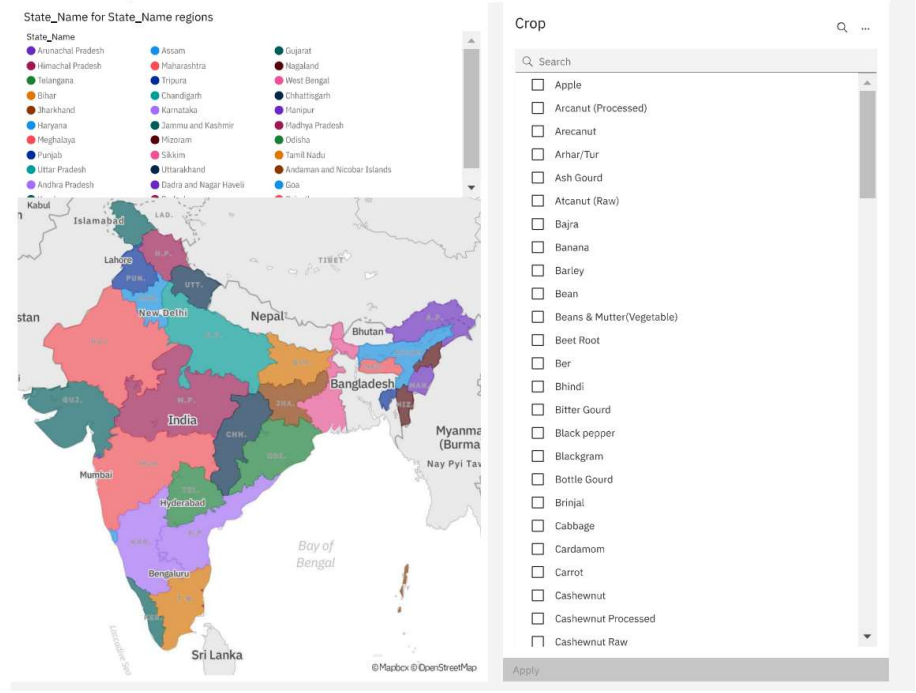 State_Name for State_Name regions
State_Name
Arunachal Pradesh Assam Gujarat
Himachal Pradesh Maharashtra Nagaland
Telangana Tripura West Bengal
Bihar Chandigarh Chhattisgarh
Jharkhand Karnataka Manipur
Haryana Jammu and Kashmir Madhya Pradesh
Meghalaya Mizoram Odisha
Punjab Sikkim Tamil Nadu
Uttar Pradesh Uttarakhand Andaman and Nicobar Islands
Andhra Pradesh Dadra and Nagar Haveli Goa
Kabul
Islamabad
LAD.
Lahore
H.P.
TIBET
PUN.
UTT.
stan
New Delhi
Nepal
Bhutan
A.P.
U.P.
GUJ.
M.P.
India
JHA.
Bangladesh
MAN.
MIZ.
CHH.
Myanma
(Burma
Nay Pyi Taw
Mumbai
TEL.
Hyderabad
Bay of
Bengal
Bengaluru
Laccadive Sea
Sri Lanka
© Mapbox © OpenStreetMap
Crop
Search
Apple
Arcanut (Processed)
Arecanut
Arhar/Tur
Ash Gourd
Atcanut (Raw)
Bajra
Banana
Barley
Bean
Beans & Mutter(Vegetable)
Beet Root
Ber
Bhindi
Bitter Gourd
Black pepper
Blackgram
Bottle Gourd
Brinjal
Cabbage
Cardamom
Carrot
Cashewnut
Cashewnut Processed
Cashewnut Raw
Apply